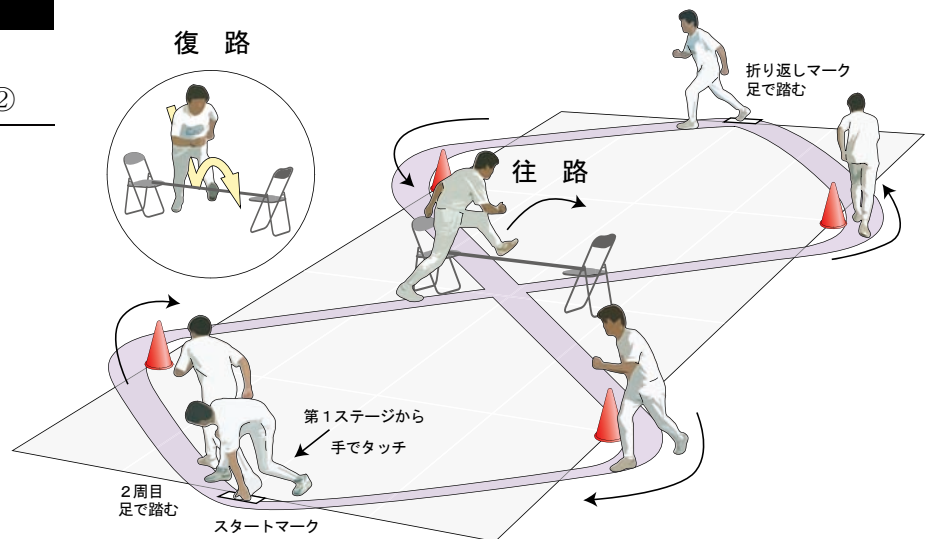 ②
復 路
折り返しマーク
足で踏む
往 路
第１ステージから
手でタッチ
２周目
足で踏む
スタートマーク